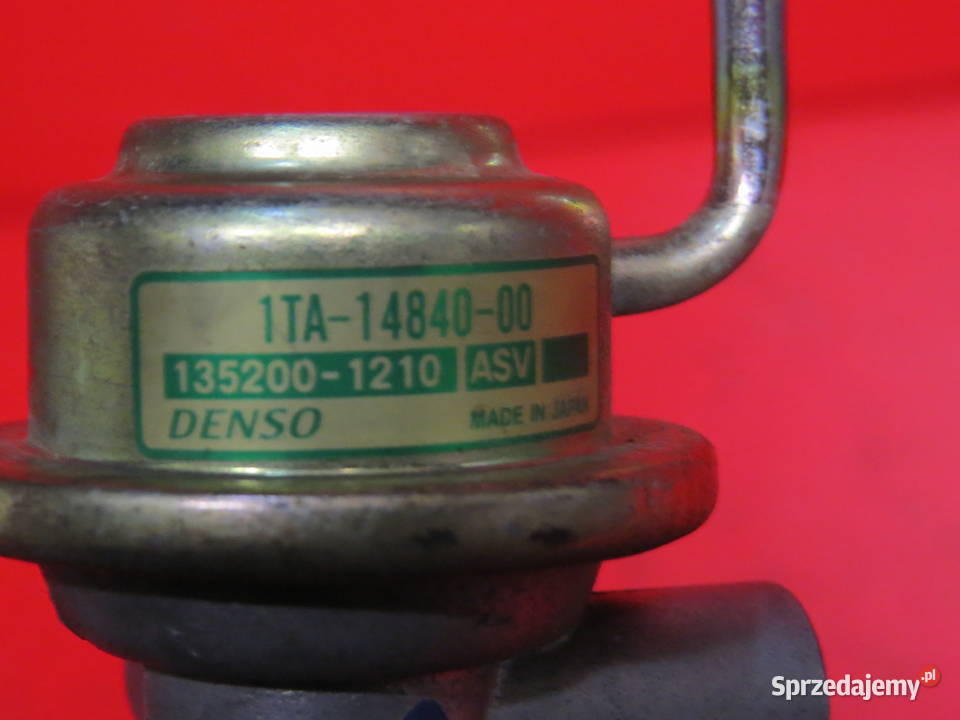 1TA-14840-00
135200-1210 ASV
DENSO MADE IN JAPAN
Sprzedajemy.pl